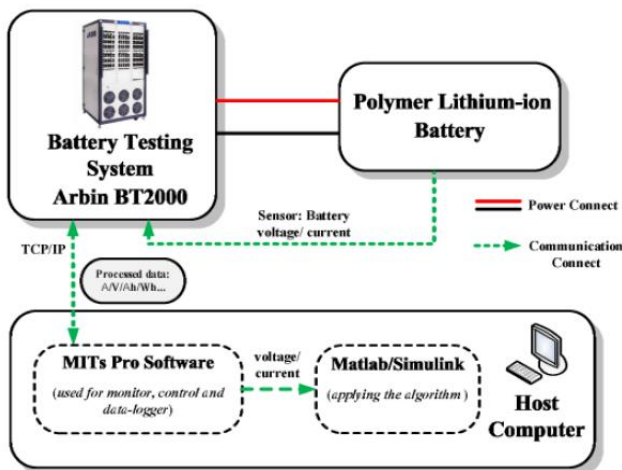 Battery Testing
System
Arbin BT2000
Polymer Lithium-ion
Battery
Sensor: Battery
voltage/ current
Power Connect
Communication
Connect
TCP/IP
Processed data:
A/V/Ah/Wh...
MITs Pro Software
(used for monitor, control and
data-logger)
voltage/
current
Matlab/Simulink
(applying the algorithm )
Host
Computer